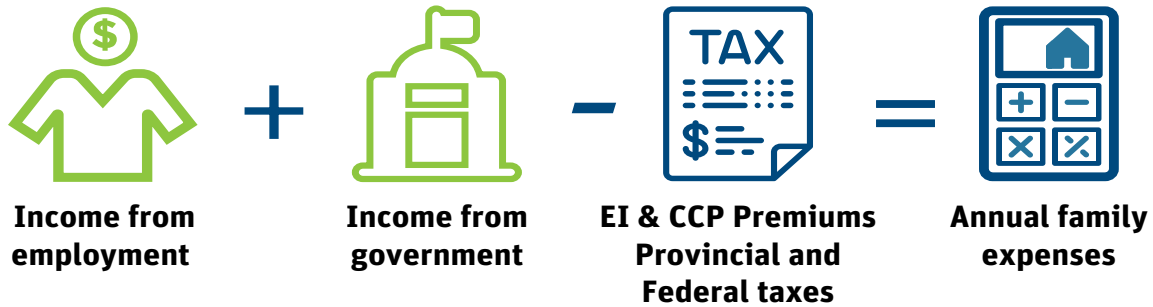 $
TAX
$
Income from
employment
+
Income from
government
-
EI & CCP Premiums
Provincial and
Federal taxes
=
Annual family
expenses
+ −
× ⁒